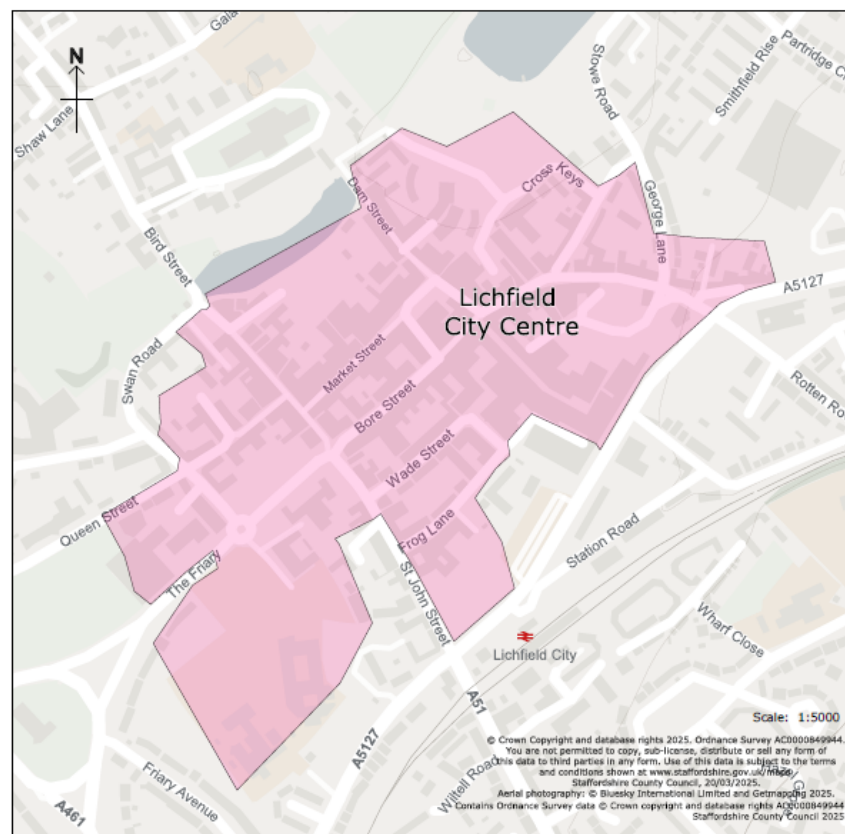 N
Gaia
Shaw Lane
Bird Street
Swan Road
Queen Street
The Friary
Dam Street
Cross Keys
Stowe Road
George Lane
Smithfield Rise
Partridge Cr
A5127
Rotten Ro
Lichfield
City Centre
Market Street
Bore Street
Wade Street
Frog Lane
St John Street
Station Road
Wharf Close
Lichfield City
A51
A5127
Wiltell Road
Friary Avenue
A461
Scale: 1:5000
© Crown Copyright and database rights 2025. Ordnance Survey AC0000849944.
You are not permitted to copy, sub-license, distribute or sell any form of
this data to third parties in any form. Use of this data is subject to the terms
and conditions shown at www.staffordshire.gov.uk/maps
Staffordshire County Council, 20/03/2025.
Aerial photography: © Bluesky International Limited and Getmapping 2025.
Contains Ordnance Survey data © Crown copyright and database rights AC0000849944
Staffordshire County Council 2025